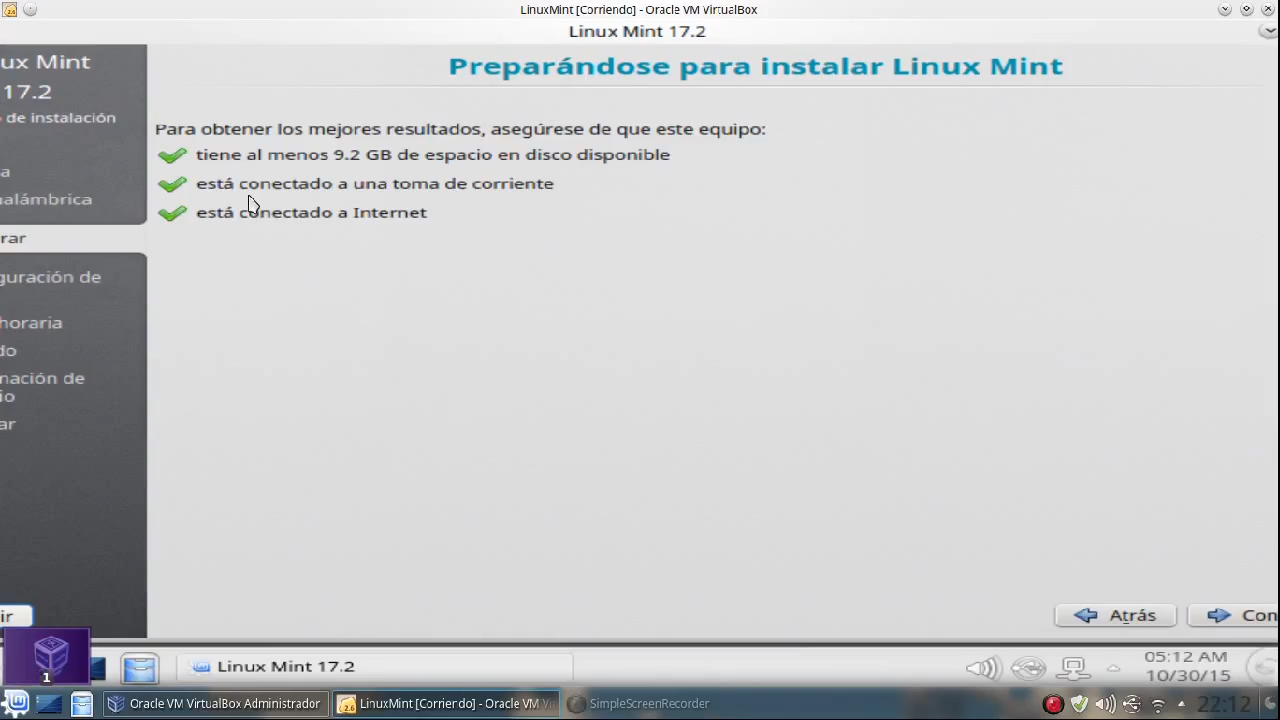 LinuxMint [Corriendo] - Oracle VM VirtualBox
Linux Mint 17.2
ux Mint
17.2
de instalación
a
alámbrica
rar
guración de
horaria
do
mación de
io
ar
ir
Preparándose para instalar Linux Mint
Para obtener los mejores resultados, asegúrese de que este equipo:
tiene al menos 9.2 GB de espacio en disco disponible
está conectado a una toma de corriente
está conectado a Internet
Atrás
Con
1
Linux Mint 17.2
05:12 AM
10/30/15
Oracle VM VirtualBox Administrador
LinuxMint [Corriendo] - Oracle VM
SimpleScreenRecorder
22:12